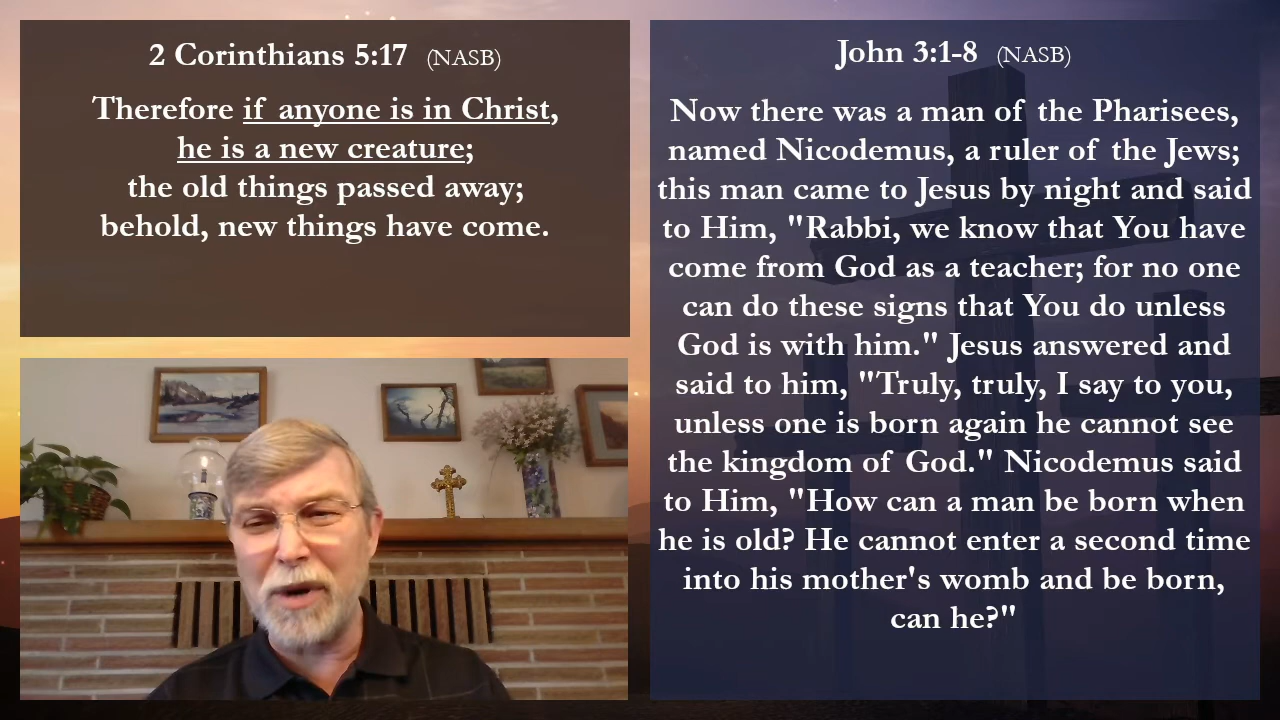 2 Corinthians 5:17 (NASB)
Therefore if anyone is in Christ,
he is a new creature;
the old things passed away;
behold, new things have come.
John 3:1-8 (NASB)
Now there was a man of the Pharisees,
named Nicodemus, a ruler of the Jews;
this man came to Jesus by night and said
to Him, "Rabbi, we know that You have
come from God as a teacher; for no one
can do these signs that You do unless
God is with him." Jesus answered and
said to him, "Truly, truly, I say to you,
unless one is born again he cannot see
the kingdom of God." Nicodemus said
to Him, "How can a man be born when
he is old? He cannot enter a second time
into his mother's womb and be born,
can he?"